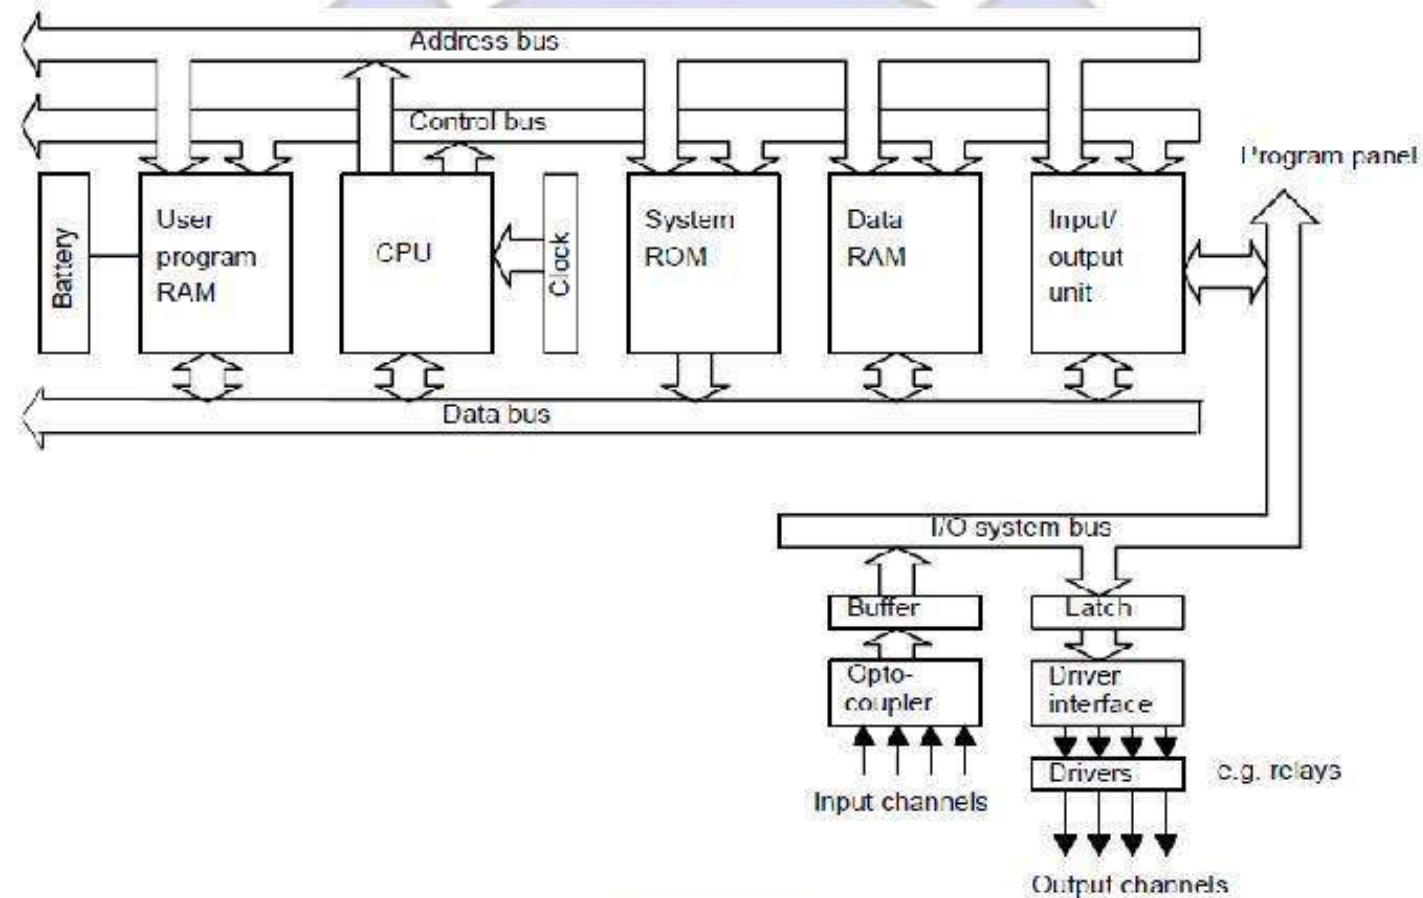 Address bus
Control bus
Program panel
Battery
User
program
RAM
CPU
Clock
System
ROM
Data
RAM
Input/
output
unit
Data bus
I/O system bus
Buffer
Latch
Opto-
coupler
Driver
interface
Drivers
e.g. relays
Input channels
Output channels